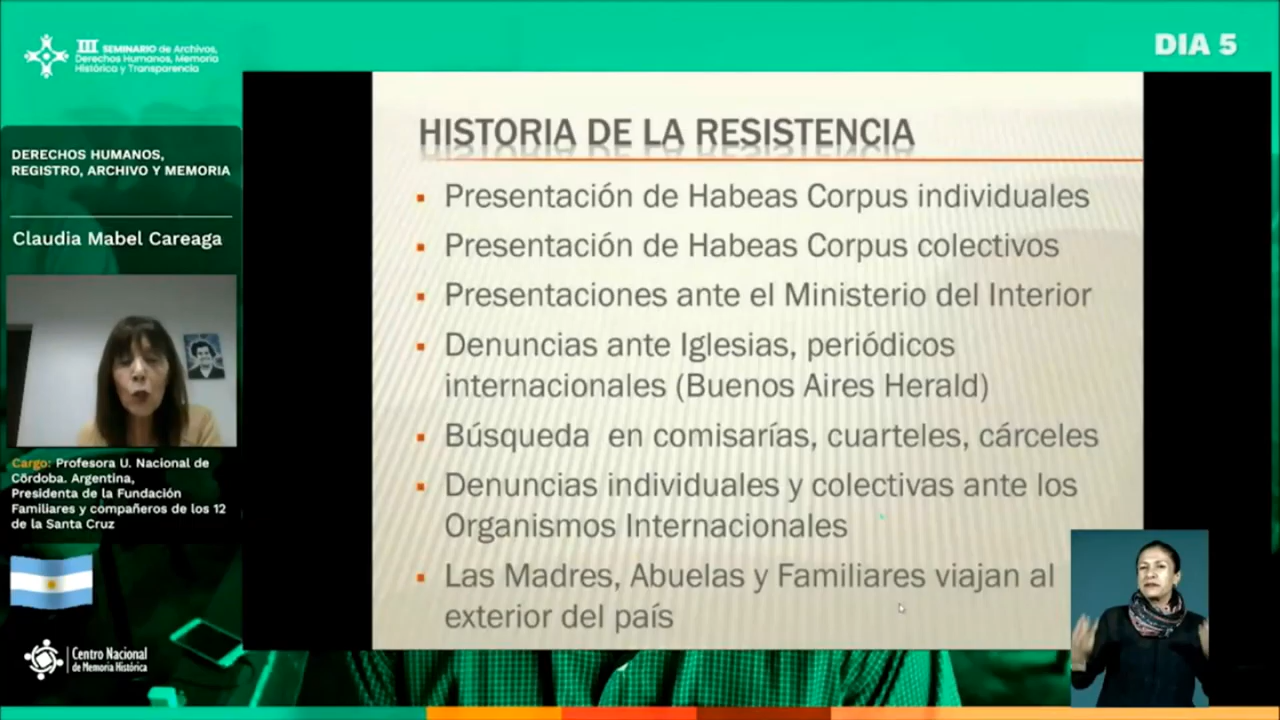 III SEMINARIO de Archivos,
Derechos Humanos, Memoria
Histórica y Transparencia
DIA 5
DERECHOS HUMANOS,
REGISTRO, ARCHIVO Y MEMORIA
Claudia Mabel Careaga
Cargo: Profesora U. Nacional de
Córdoba. Argentina,
Presidenta de la Fundación
Familiares y compañeros de los 12
de la Santa Cruz
Centro Nacional
de Memoria Histórica
HISTORIA DE LA RESISTENCIA
▪ Presentación de Habeas Corpus individuales
▪ Presentación de Habeas Corpus colectivos
▪ Presentaciones ante el Ministerio del Interior
▪ Denuncias ante Iglesias, periódicos
internacionales (Buenos Aires Herald)
▪ Búsqueda en comisarías, cuarteles, cárceles
▪ Denuncias individuales y colectivas ante los
Organismos Internacionales
▪ Las Madres, Abuelas y Familiares viajan al
exterior del país